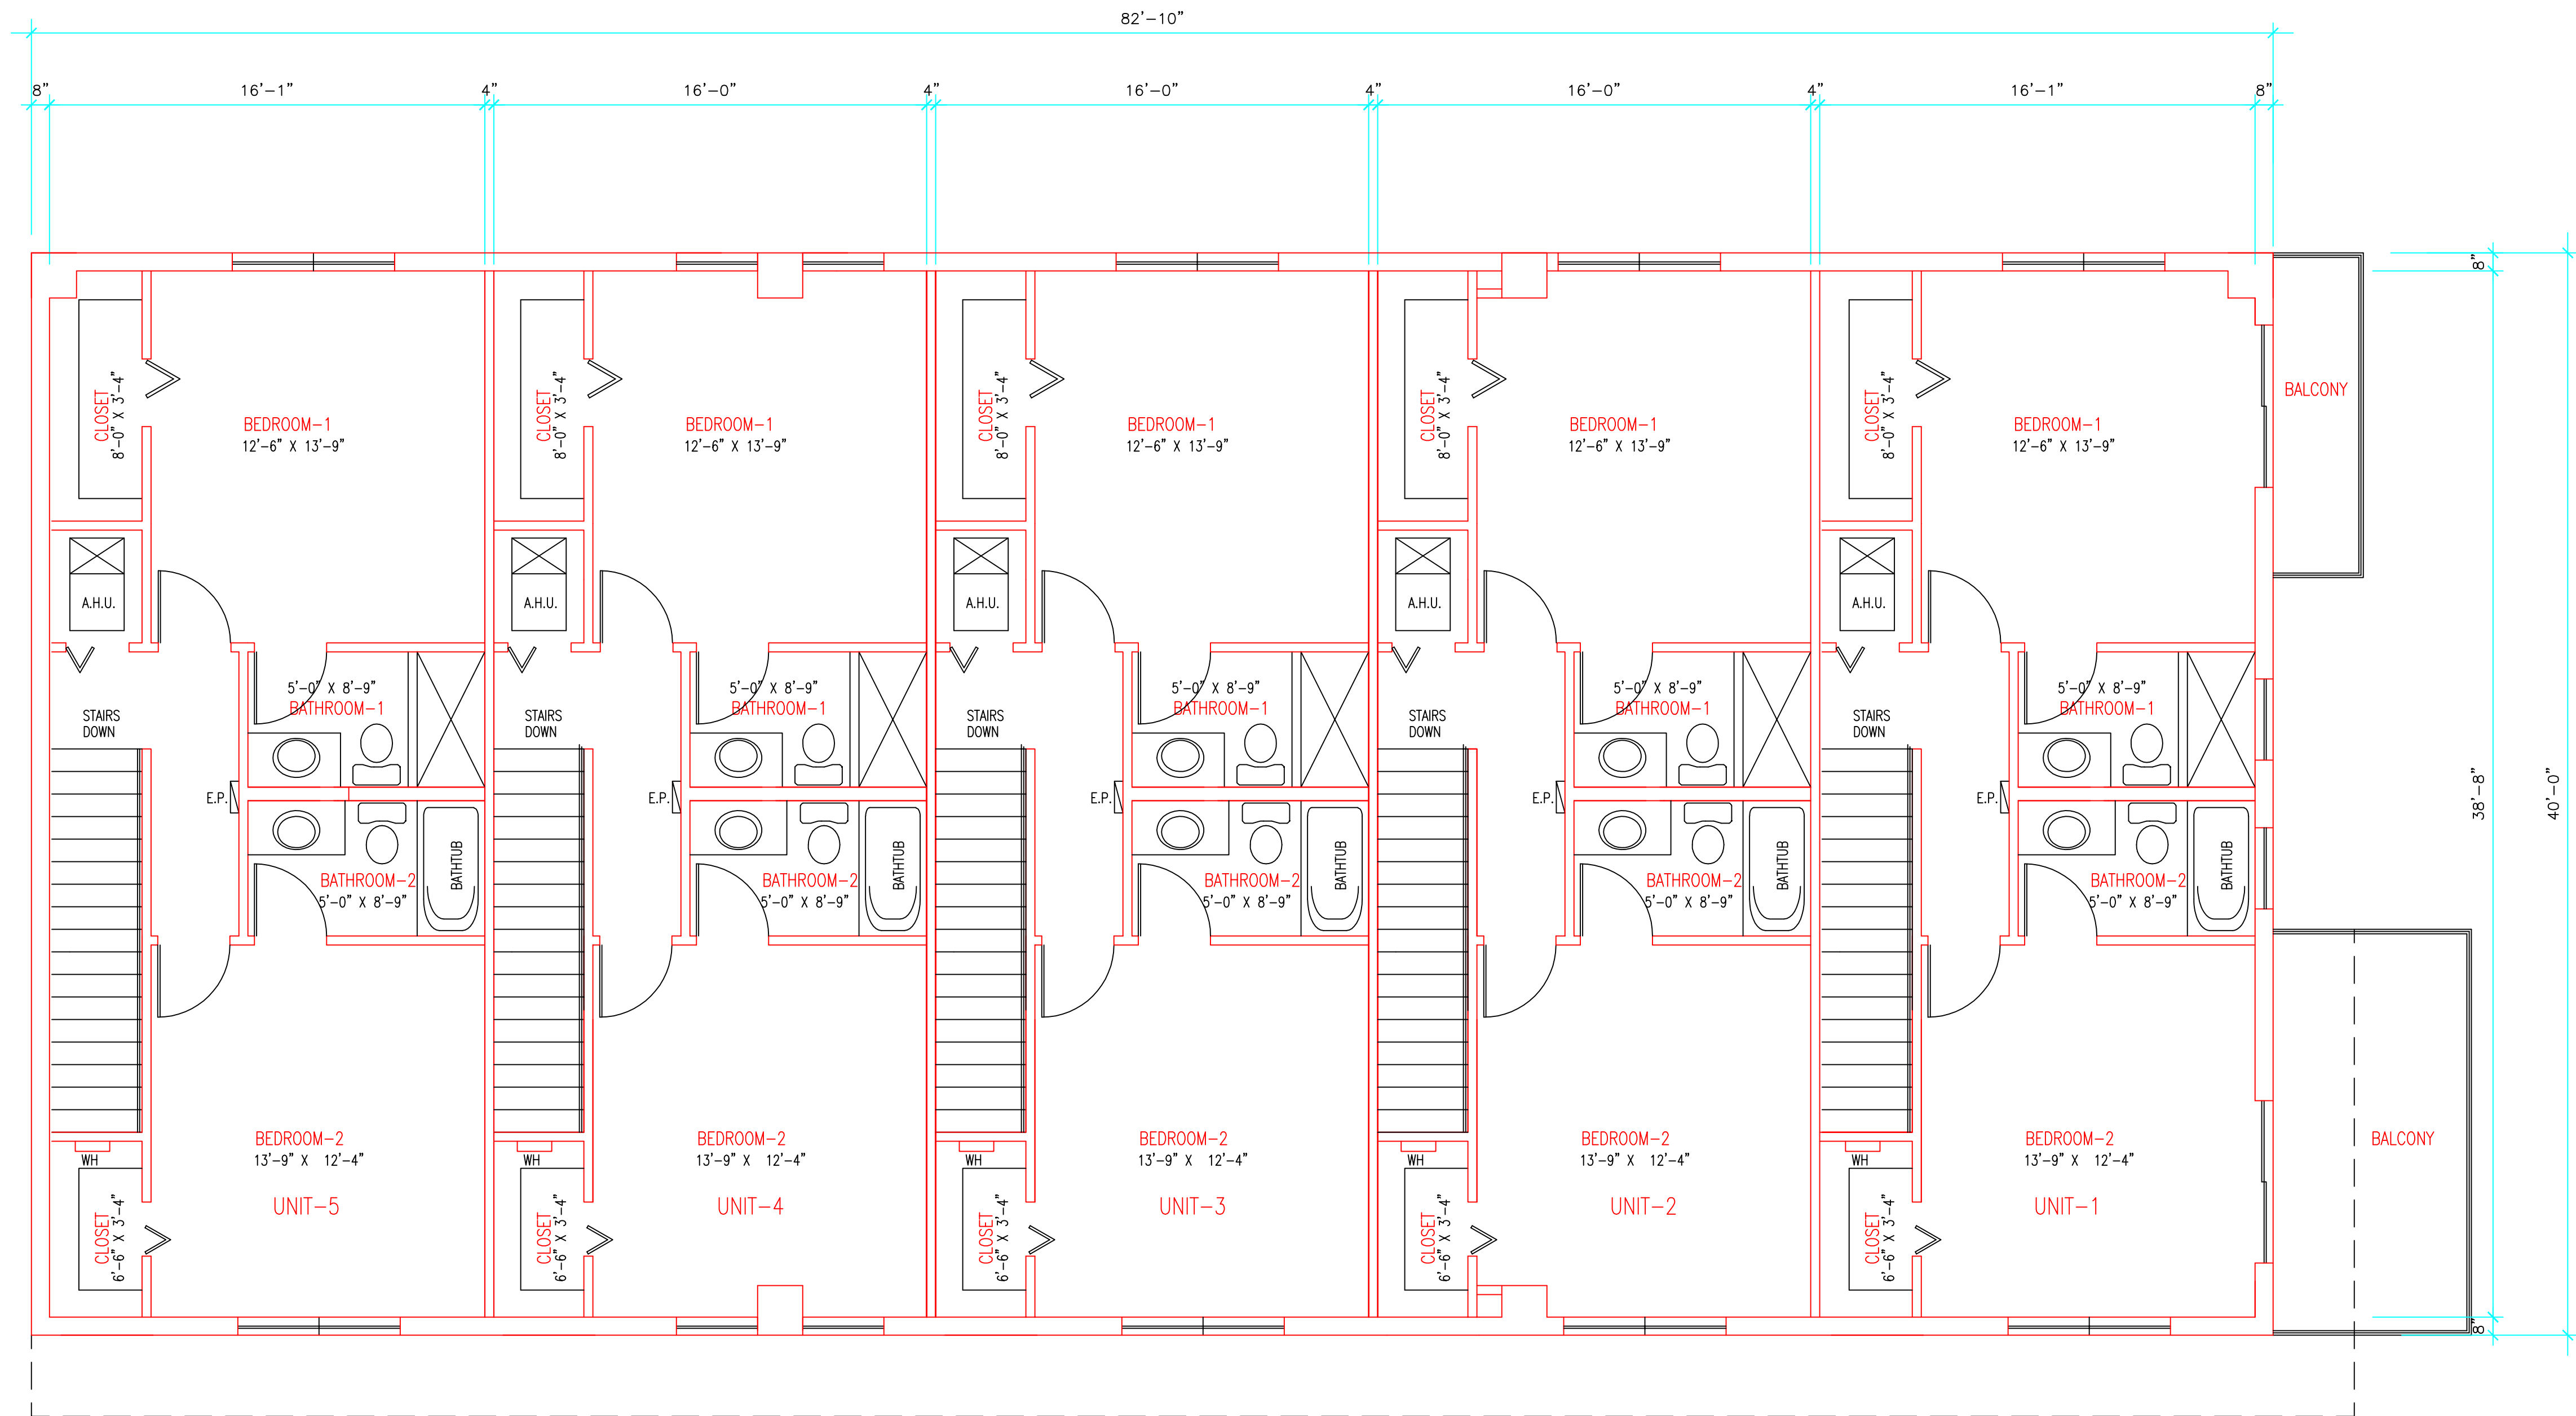 82'-10"
8" 16'-1" 4" 16'-0" 4" 16'-0" 4" 16'-0" 4" 16'-1" 8"
8"
BALCONY
CLOSET
8'-0" X 3'-4"
BEDROOM-1
12'-6" X 13'-9"
CLOSET
8'-0" X 3'-4"
BEDROOM-1
12'-6" X 13'-9"
CLOSET
8'-0" X 3'-4"
BEDROOM-1
12'-6" X 13'-9"
CLOSET
8'-0" X 3'-4"
BEDROOM-1
12'-6" X 13'-9"
CLOSET
8'-0" X 3'-4"
BEDROOM-1
12'-6" X 13'-9"
A.H.U.
A.H.U.
A.H.U.
A.H.U.
A.H.U.
STAIRS
DOWN
5'-0" X 8'-9"
BATHROOM-1
STAIRS
DOWN
5'-0" X 8'-9"
BATHROOM-1
STAIRS
DOWN
5'-0" X 8'-9"
BATHROOM-1
STAIRS
DOWN
5'-0" X 8'-9"
BATHROOM-1
STAIRS
DOWN
5'-0" X 8'-9"
BATHROOM-1
E.P.
E.P.
E.P.
E.P.
E.P.
38'-8"
40'-0"
BATHROOM-2
5'-0" X 8'-9"
BATHTUB
BATHROOM-2
5'-0" X 8'-9"
BATHTUB
BATHROOM-2
5'-0" X 8'-9"
BATHTUB
BATHROOM-2
5'-0" X 8'-9"
BATHTUB
BATHROOM-2
5'-0" X 8'-9"
BATHTUB
WH
BEDROOM-2
13'-9" X 12'-4"
WH
BEDROOM-2
13'-9" X 12'-4"
WH
BEDROOM-2
13'-9" X 12'-4"
WH
BEDROOM-2
13'-9" X 12'-4"
WH
BEDROOM-2
13'-9" X 12'-4"
BALCONY
CLOSET
6'-6" X 3'-4"
UNIT-5
CLOSET
6'-6" X 3'-4"
UNIT-4
CLOSET
6'-6" X 3'-4"
UNIT-3
CLOSET
6'-6" X 3'-4"
UNIT-2
CLOSET
6'-6" X 3'-4"
UNIT-1
8"